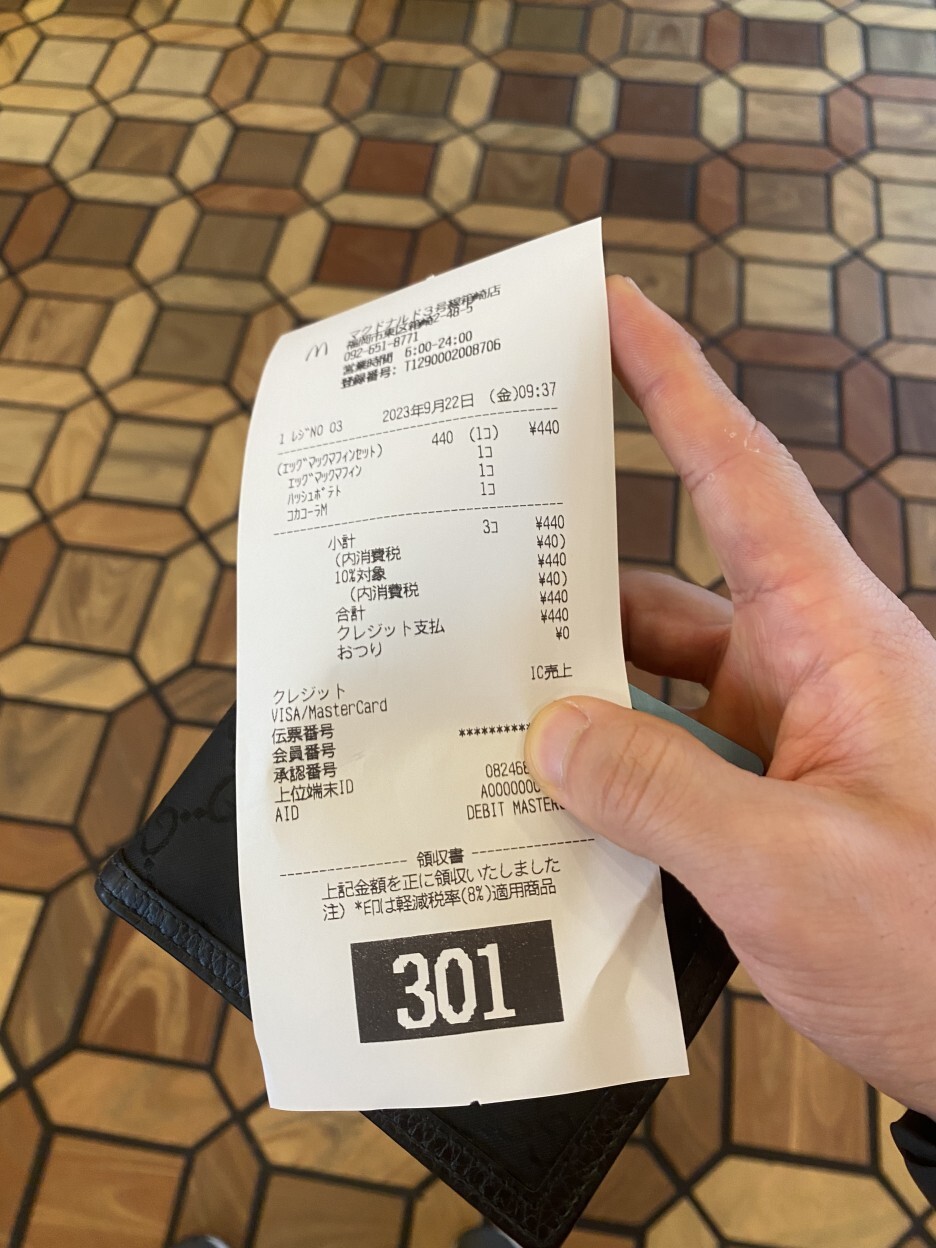 マクドナルド3号線箱崎店
福岡市東区箱崎2-48-5
092-651-8771
営業時間 6:00-24:00
登録番号: T1290002008706
1 ﾚｼﾞNO 03 2023年9月22日 (金)09:37
(ｴｯｸﾞﾏｯｸﾏﾌｨﾝｾｯﾄ) 440 (1ｺ) ¥440
ｴｯｸﾞﾏｯｸﾏﾌｨﾝ 1ｺ
ﾊｯｼｭﾎﾟﾃﾄ 1ｺ
ｺｶｺｰﾗM 1ｺ
小計 3ｺ ¥440
(内消費税 ¥40)
10%対象 ¥440
(内消費税 ¥40)
合計 ¥440
クレジット支払 ¥440
おつり ¥0
クレジット IC売上
VISA/MasterCard
伝票番号
会員番号 **********
承認番号
上位端末ID 082468
AID A0000000
DEBIT MASTERC
領収書
上記金額を正に領収いたしました
注) *印は軽減税率(8%)適用商品
301